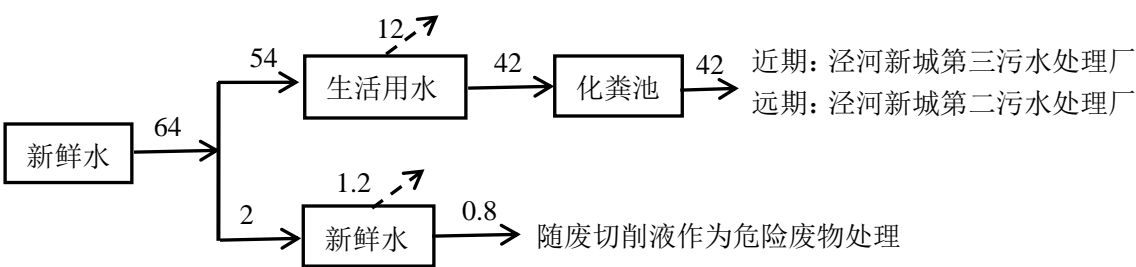 12
54
生活用水
42
化粪池
42
近期：泾河新城第三污水处理厂
远期：泾河新城第二污水处理厂
新鲜水
64
1.2
2
新鲜水
0.8
随废切削液作为危险废物处理